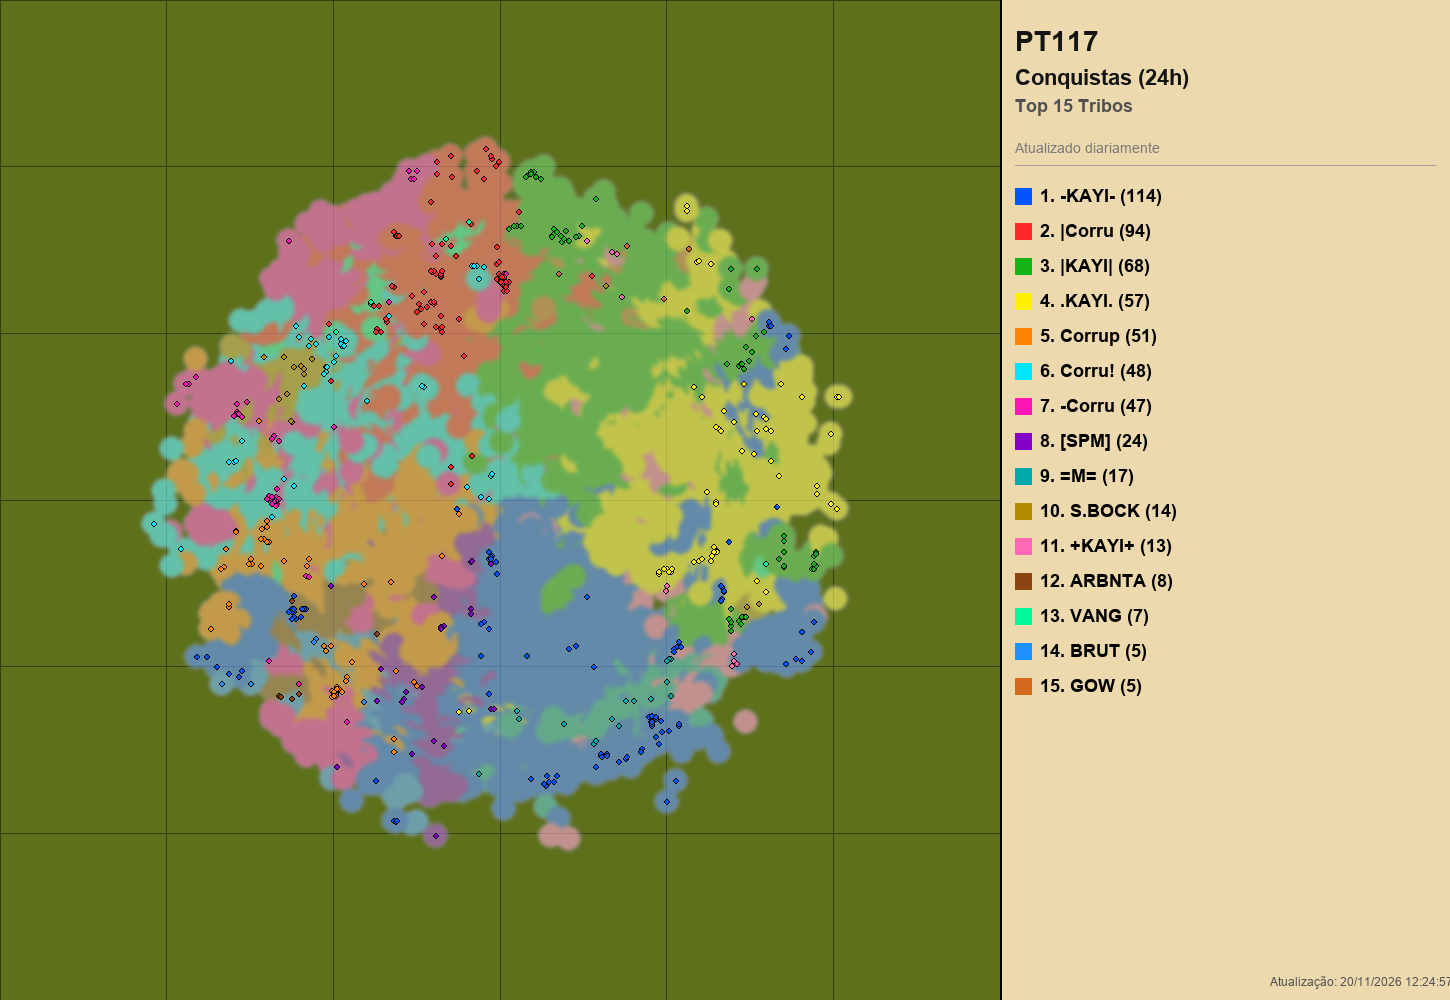 PT117
Conquistas (24h)
Top 15 Tribos
Atualizado diariamente
1. -KAYI- (114)
2. |Corru (94)
3. |KAYI| (68)
4. .KAYI. (57)
5. Corrup (51)
6. Corru! (48)
7. -Corru (47)
8. [SPM] (24)
9. =M= (17)
10. S.BOCK (14)
11. +KAYI+ (13)
12. ARBNTA (8)
13. VANG (7)
14. BRUT (5)
15. GOW (5)
Atualização: 20/11/2026 12:24:57